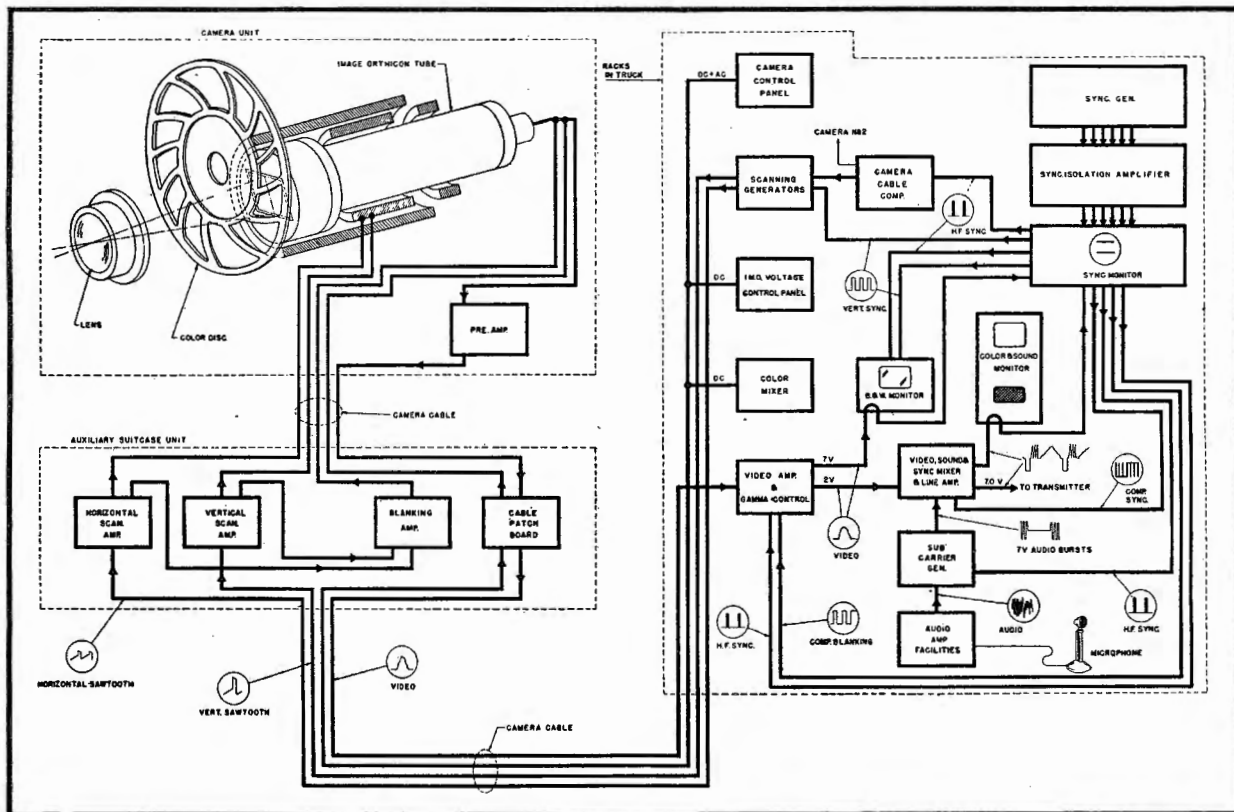 CAMERA UNIT
IMAGE ORTHICON TUBE
LENS
COLOR DISC
PRE. AMP.
CAMERA CABLE
AUXILIARY SUITCASE UNIT
HORIZONTAL
SCAN.
AMP.
VERTICAL
SCAN.
AMP.
BLANKING
AMP.
CABLE
PATCH
BOARD
HORIZONTAL-SAWTOOTH
VERT. SAWTOOTH
VIDEO
CAMERA CABLE
RACKS
IN TRUCK
DC+AC
CAMERA
CONTROL
PANEL
SYNC. GEN.
CAMERA №2
SCANNING
GENERATORS
CAMERA
CABLE
COMP.
SYNC. ISOLATION AMPLIFIER
H.F. SYNC.
SYNC MONITOR
DC
I.M.O. VOLTAGE
CONTROL PANEL
VERT. SYNC.
COLOR & SOUND
MONITOR
DC
COLOR
MIXER
B.&W. MONITOR
7V
2V
VIDEO AMP.
&
GAMMA-CONTROL
VIDEO, SOUND &
SYNC MIXER
& LINE AMP.
7.0 V
TO TRANSMITTER
COMP.
SYNC.
VIDEO
TV AUDIO BURSTS
SUB
CARRIER
GEN.
H.F. SYNC.
COMP. BLANKING
AUDIO
AUDIO
AMP
FACILITIES
MICROPHONE
H.F. SYNC